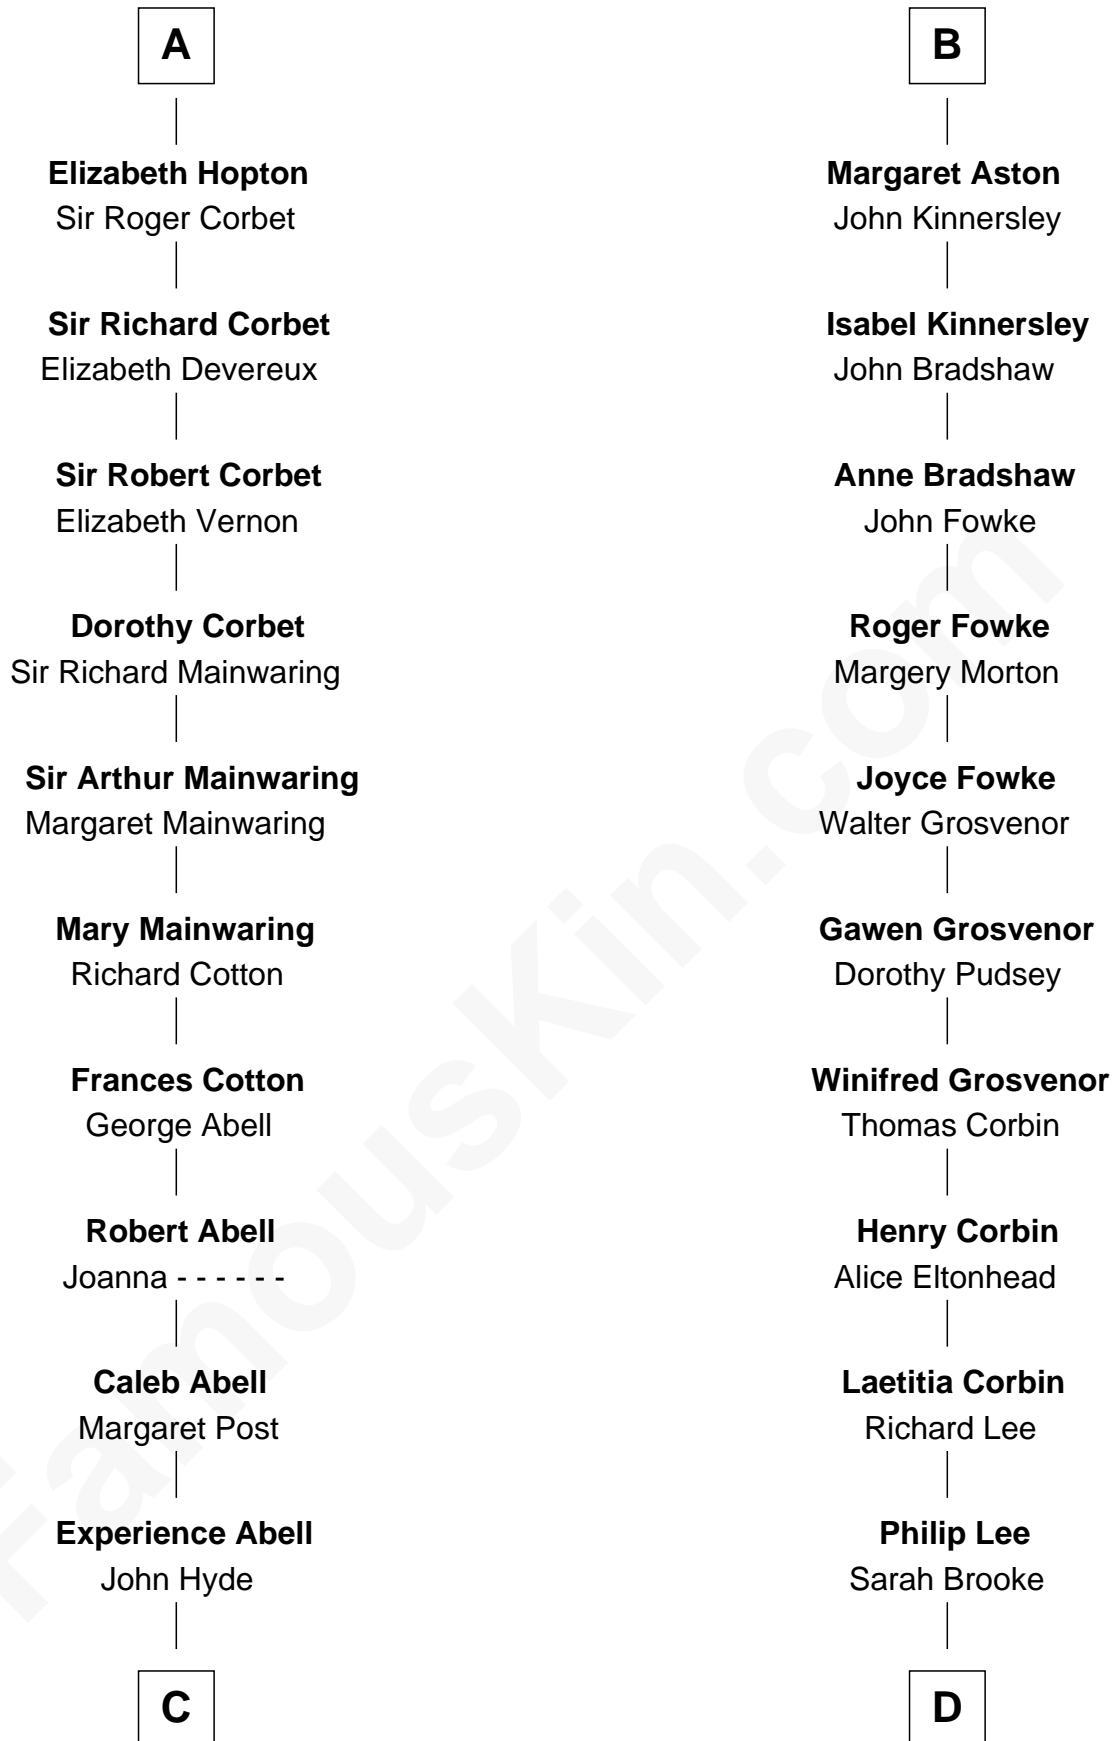 A
Elizabeth Hopton
Sir Roger Corbet
Sir Richard Corbet
Elizabeth Devereux
Sir Robert Corbet
Elizabeth Vernon
Dorothy Corbet
Sir Richard Mainwaring
Sir Arthur Mainwaring
Margaret Mainwaring
Mary Mainwaring
Richard Cotton
Frances Cotton
George Abell
Robert Abell
Joanna - - - - - -
Caleb Abell
Margaret Post
Experience Abell
John Hyde
C
B
Margaret Aston
John Kinnersley
Isabel Kinnersley
John Bradshaw
Anne Bradshaw
John Fowke
Roger Fowke
Margery Morton
Joyce Fowke
Walter Grosvenor
Gawen Grosvenor
Dorothy Pudsey
Winifred Grosvenor
Thomas Corbin
Henry Corbin
Alice Eltonhead
Laetitia Corbin
Richard Lee
Philip Lee
Sarah Brooke
D
FamousKin.com